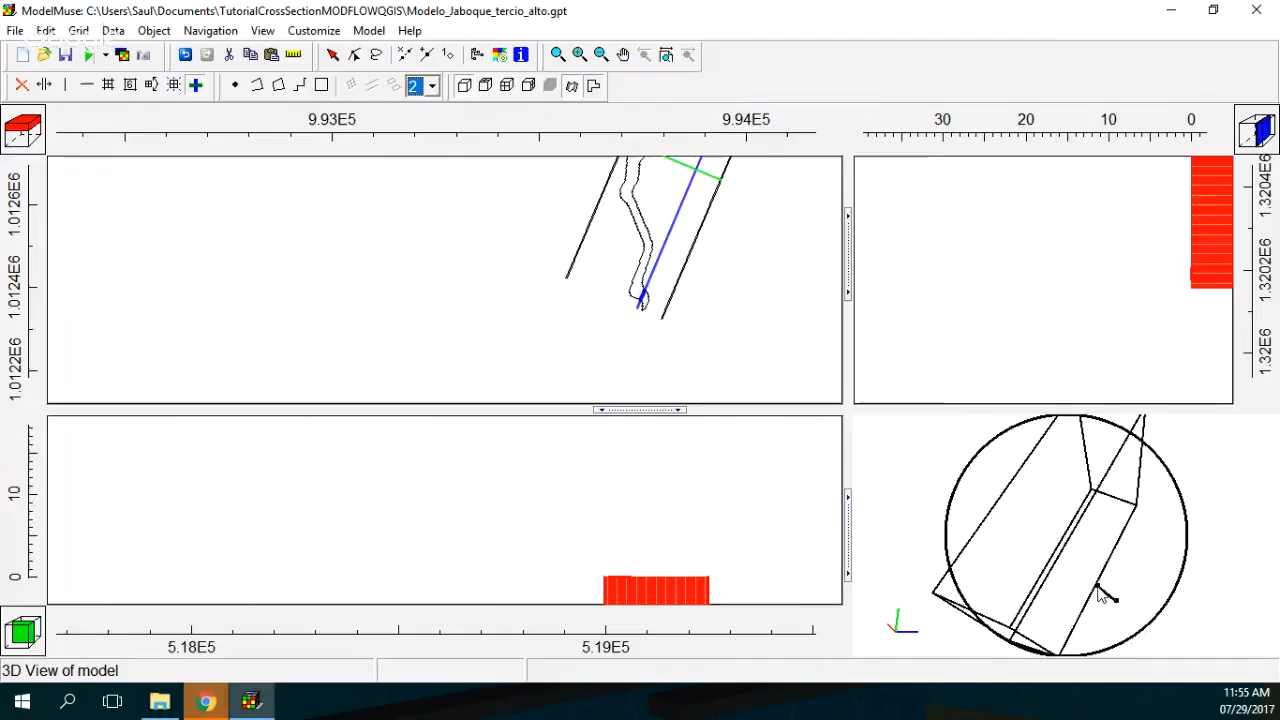 ModelMuse: C:\Users\Saul\Documents\TutorialCrossSectionMODFLOWQGIS\Modelo_Jaboque_tercio_alto.gpt
File Edit Grid Data Object Navigation View Customize Model Help
2
9.93E5 9.94E5
30 20 10 0
1.0126E6
1.0124E6
1.0122E6
1.3204E6
1.3202E6
1.32E6
10
0
5.18E5 5.19E5
3D View of model
11:55 AM
07/29/2017